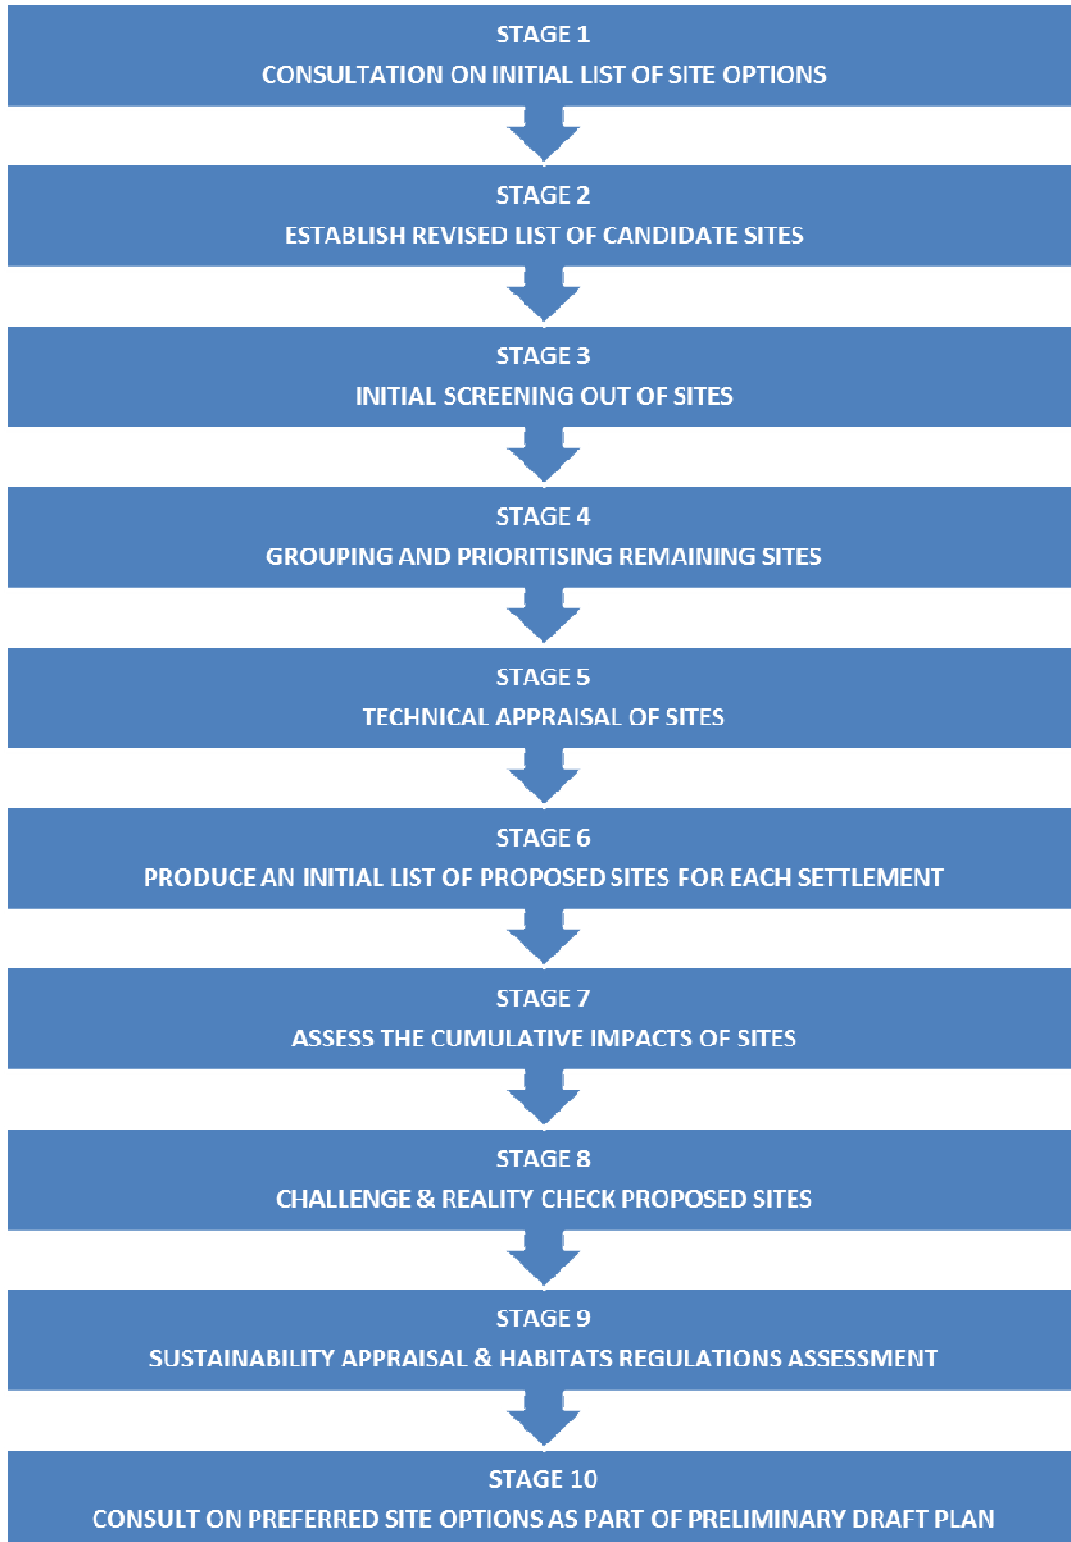 STAGE 1
CONSULTATION ON INITIAL LIST OF SITE OPTIONS
STAGE 2
ESTABLISH REVISED LIST OF CANDIDATE SITES
STAGE 3
INITIAL SCREENING OUT OF SITES
STAGE 4
GROUPING AND PRIORITISING REMAINING SITES
STAGE 5
TECHNICAL APPRAISAL OF SITES
STAGE 6
PRODUCE AN INITIAL LIST OF PROPOSED SITES FOR EACH SETTLEMENT
STAGE 7
ASSESS THE CUMULATIVE IMPACTS OF SITES
STAGE 8
CHALLENGE & REALITY CHECK PROPOSED SITES
STAGE 9
SUSTAINABILITY APPRAISAL & HABITATS REGULATIONS ASSESSMENT
STAGE 10
CONSULT ON PREFERRED SITE OPTIONS AS PART OF PRELIMINARY DRAFT PLAN